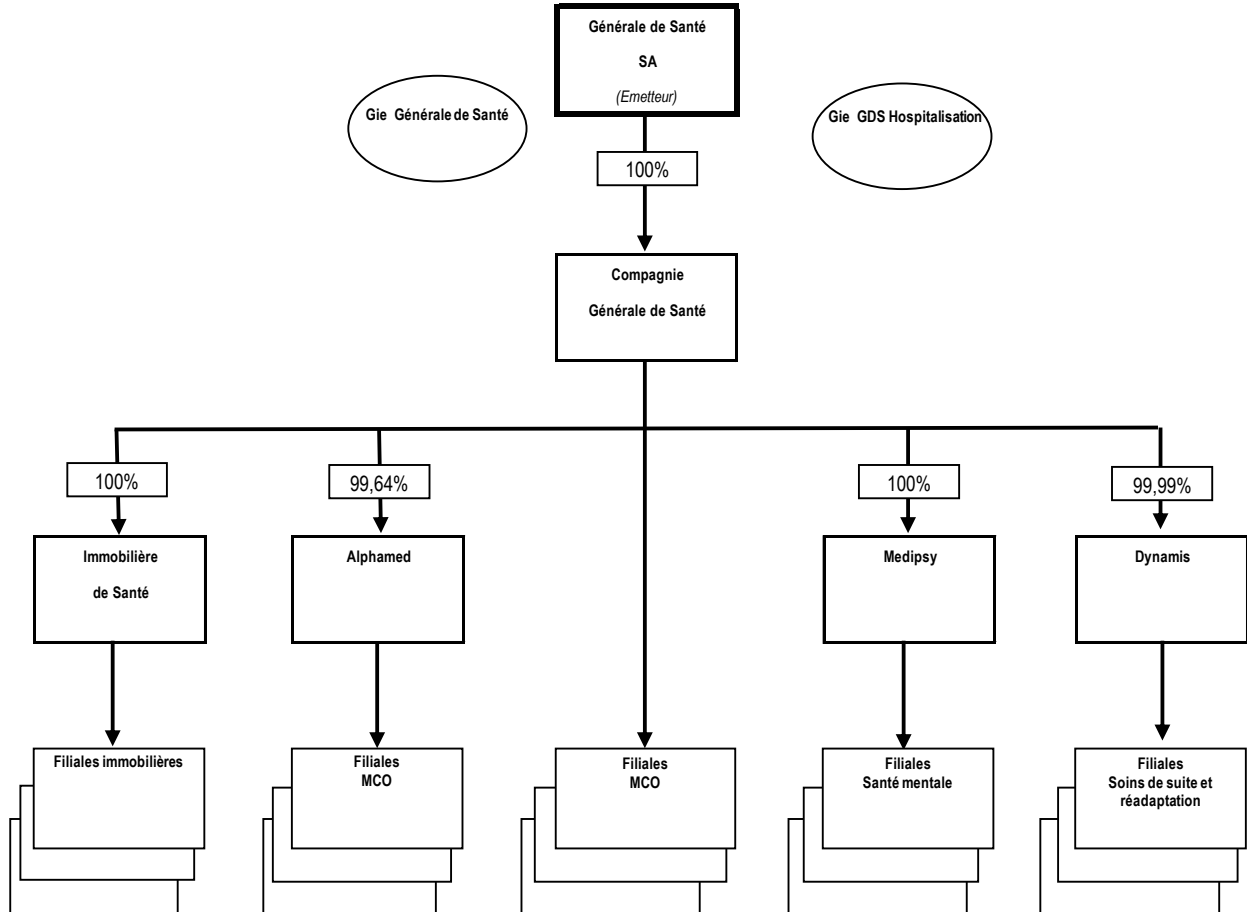 Générale de Santé
SA
(Emetteur)
Gie Générale de Santé
Gie GDS Hospitalisation
100%
Compagnie
Générale de Santé
100%
99,64%
100%
99,99%
Immobilière
de Santé
Alphamed
Medipsy
Dynamis
Filiales immobilières
Filiales
MCO
Filiales
MCO
Filiales
Santé mentale
Filiales
Soins de suite et
réadaptation